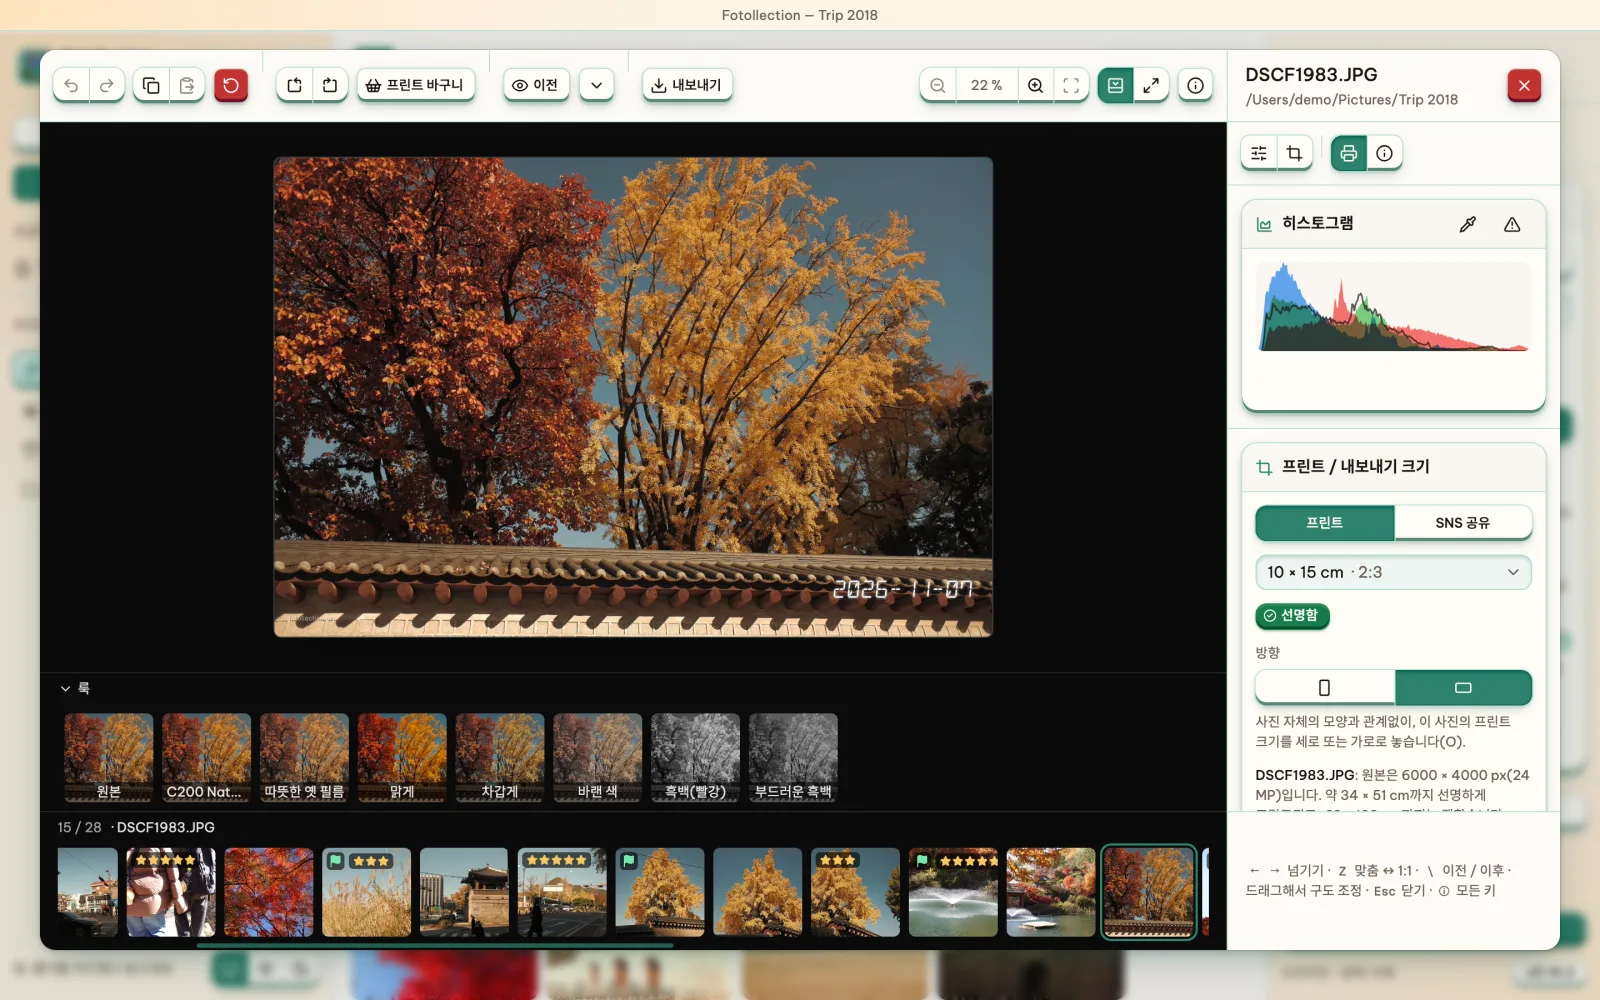 Fotollection — Trip 2018
프린트 바구니
이전
내보내기
22 %
DSCF1983.JPG
/Users/demo/Pictures/Trip 2018
히스토그램
프린트 / 내보내기 크기
프린트
SNS 공유
10 × 15 cm · 2:3
선명함
방향
사진 자체의 모양과 관계없이, 이 사진의 프린트
크기를 세로 또는 가로로 놓습니다(O).
DSCF1983.JPG: 원본은 6000 × 4000 px(24
MP)입니다. 약 34 × 51 cm까지 선명하게
2026-11-07
룩
원본
C200 Nat...
따뜻한 옛 필름
맑게
차갑게
바랜 색
흑백(빨강)
부드러운 흑백
15 / 28 · DSCF1983.JPG
← → 넘기기 · Z 맞춤 ↔ 1:1 · \ 이전 / 이후 ·
드래그해서 구도 조정 · Esc 닫기 · ⓘ 모든 키